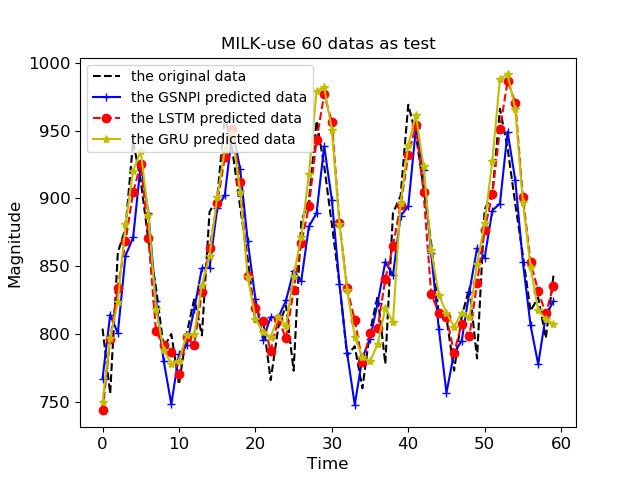 MILK-use 60 datas as test
the original data
the GSNPI predicted data
the LSTM predicted data
the GRU predicted data
1000
950
900
850
800
750
Magnitude
0 10 20 30 40 50 60
Time